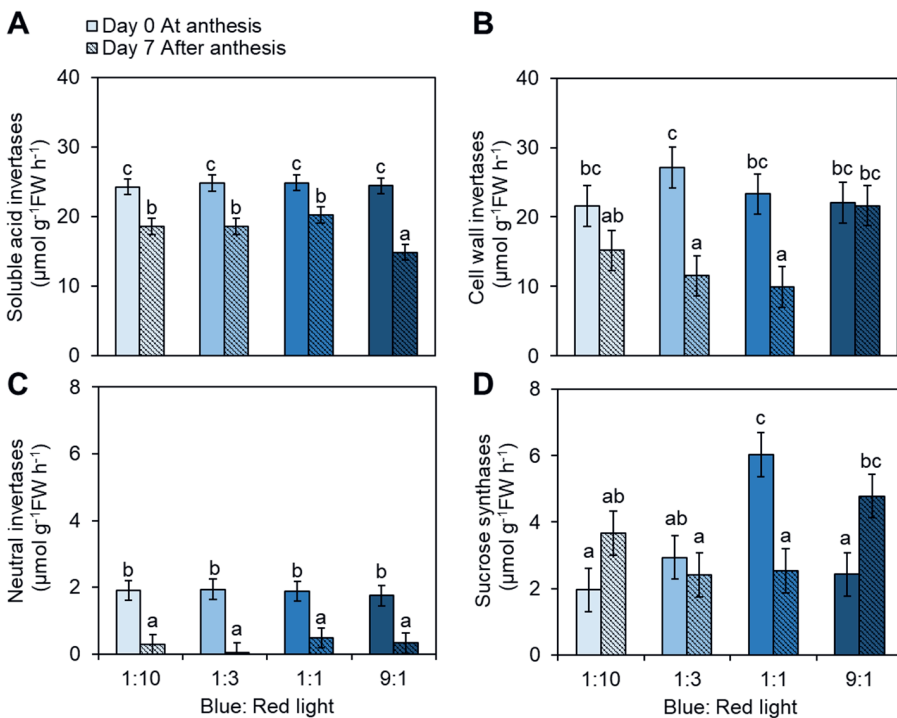 A
Day 0 At anthesis
Day 7 After anthesis
B
Soluble acid invertases
(µmol g⁻¹FW h⁻¹)
40
30
20
10
0
c
b
c
b
c
b
c
a
Cell wall invertases
(µmol g⁻¹FW h⁻¹)
40
30
20
10
0
bc
ab
c
a
bc
a
bc
bc
C
Neutral invertases
(µmol g⁻¹FW h⁻¹)
8
6
4
2
0
b
a
b
a
b
a
b
a
1:10
1:3
1:1
9:1
Blue: Red light
D
Sucrose synthases
(µmol g⁻¹FW h⁻¹)
8
6
4
2
0
a
ab
ab
a
c
a
a
bc
1:10
1:3
1:1
9:1
Blue: Red light